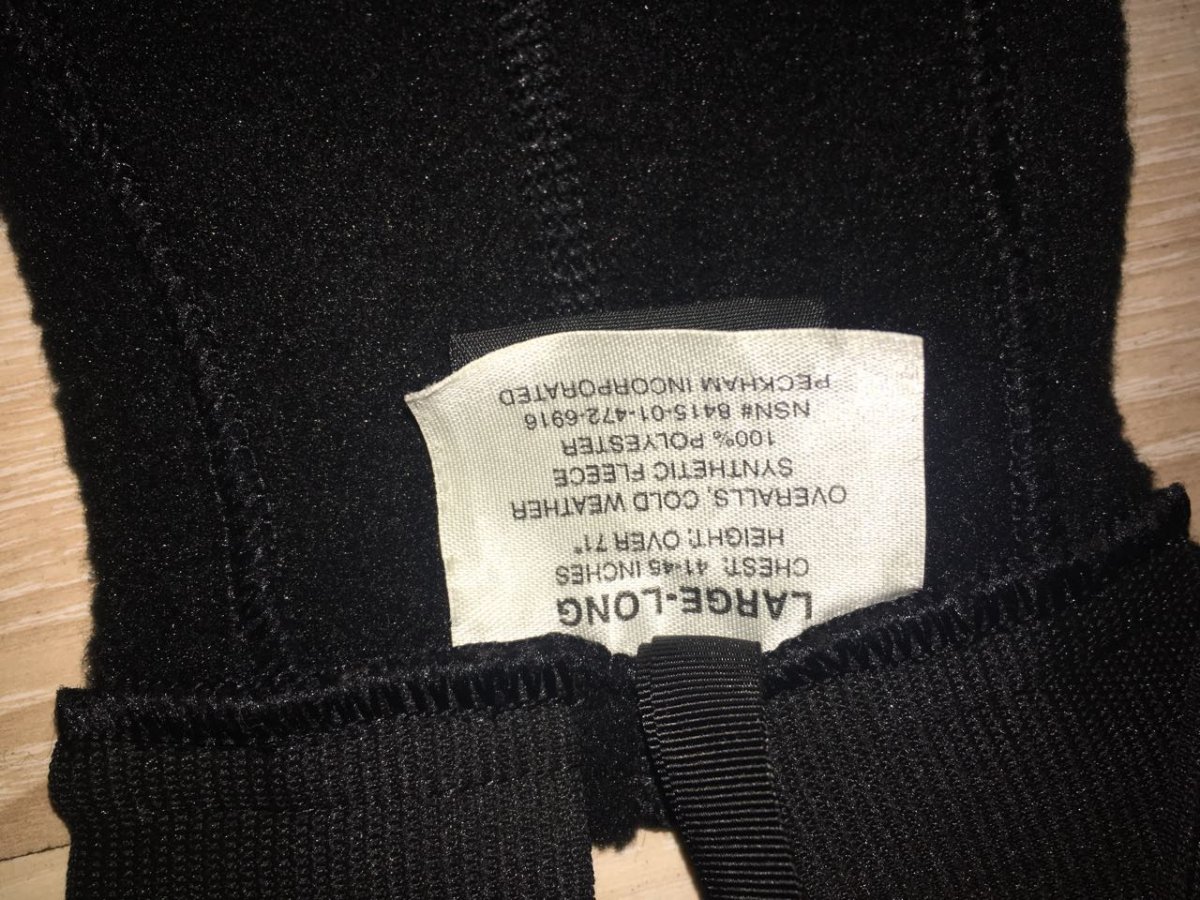 LARGE-LONG
CHEST: 41-45 INCHES
HEIGHT: OVER 71"
OVERALLS, COLD WEATHER
SYNTHETIC FLEECE
100% POLYESTER
NSN# 8415-01-472-6916
PECKHAM INCORPORATED